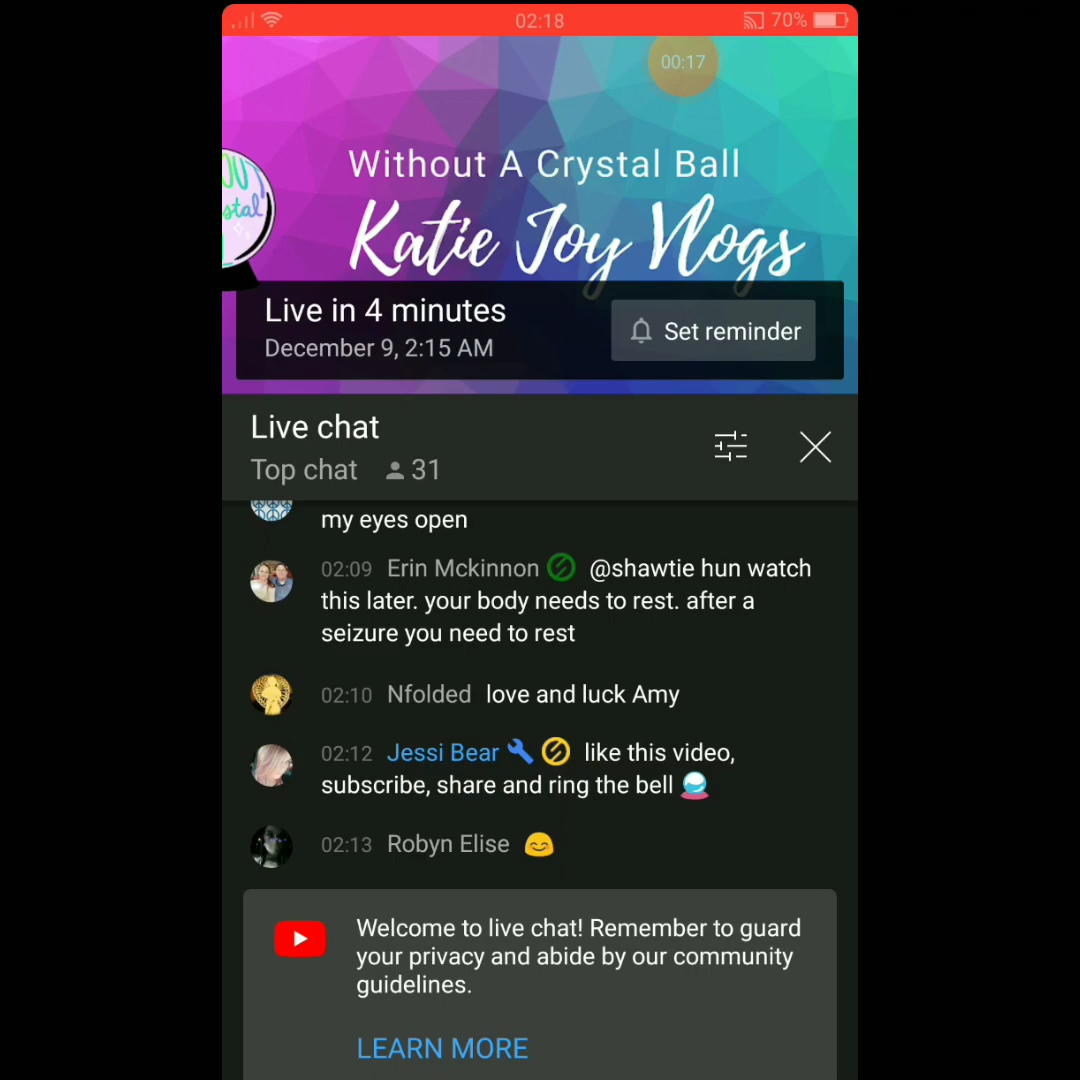 02:18 70%
00:17
Without A Crystal Ball
Katie Joy Vlogs
stal
Live in 4 minutes
December 9, 2:15 AM
Set reminder
Live chat
Top chat 31
my eyes open
02:09 Erin Mckinnon @shawtie hun watch
this later. your body needs to rest. after a
seizure you need to rest
02:10 Nfolded love and luck Amy
02:12 Jessi Bear like this video,
subscribe, share and ring the bell 🔮
02:13 Robyn Elise 😊
Welcome to live chat! Remember to guard
your privacy and abide by our community
guidelines.
LEARN MORE